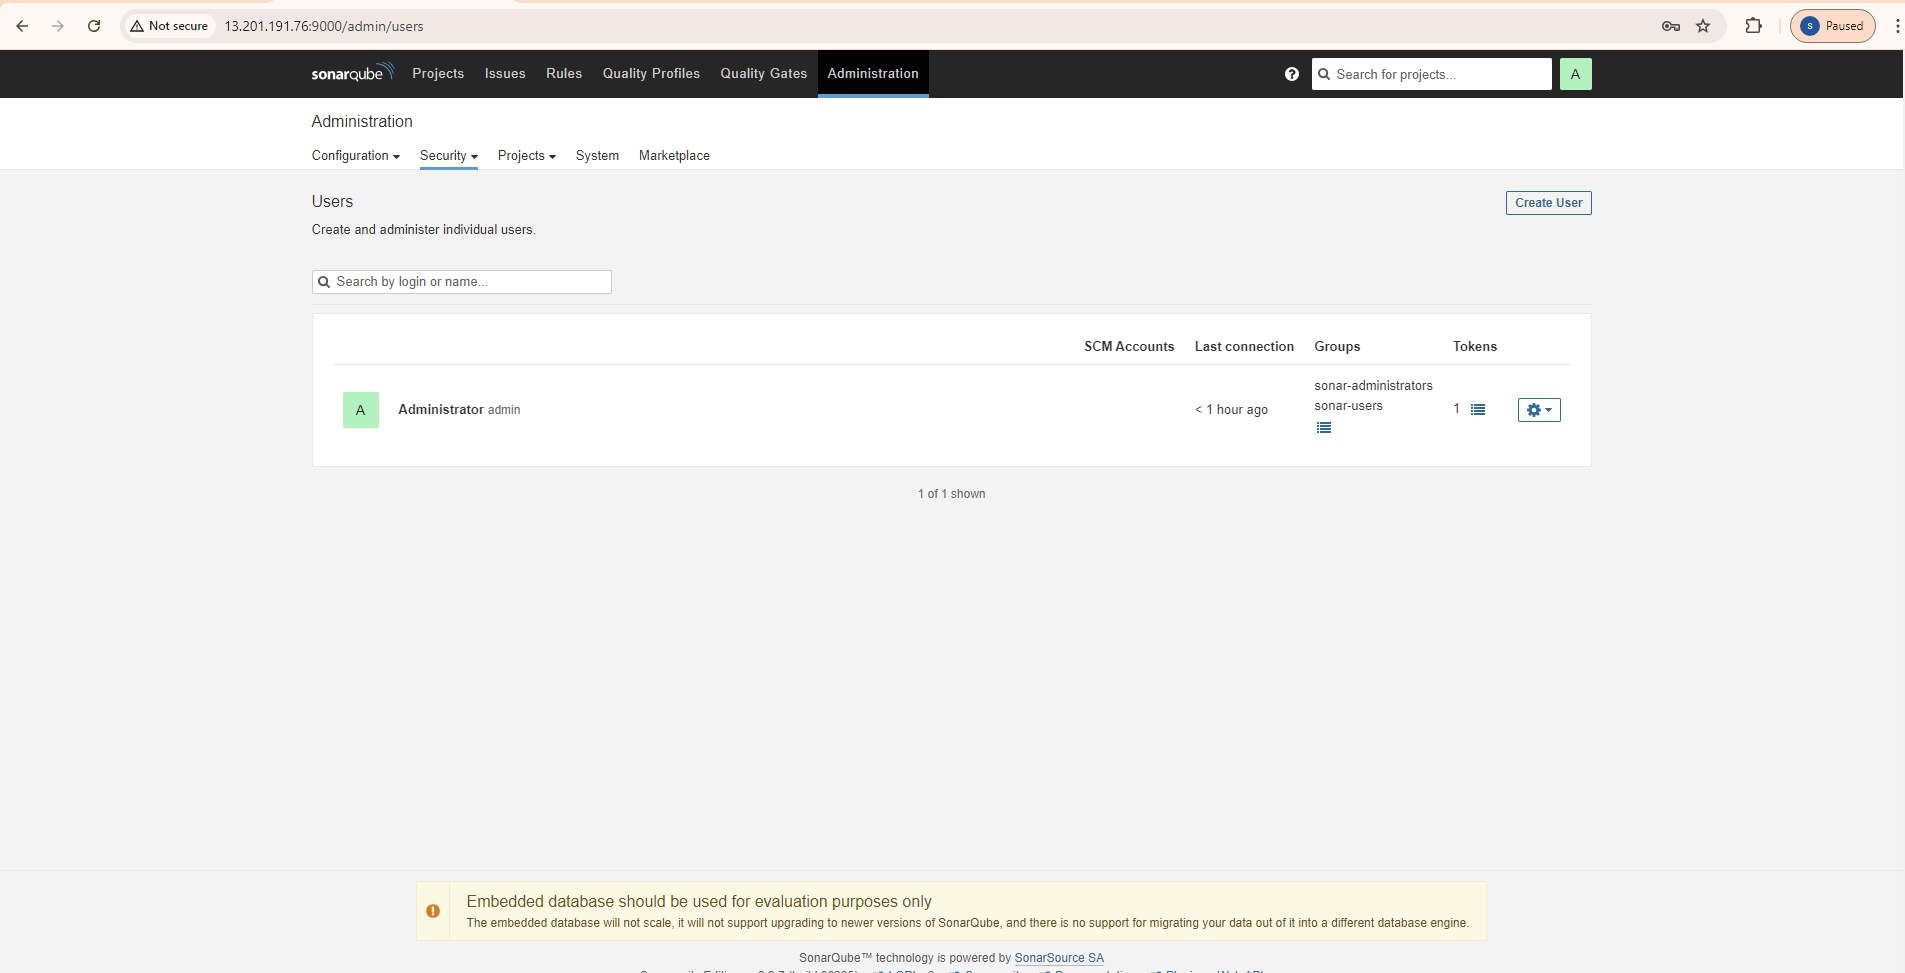 Not secure 13.201.191.76:9000/admin/users S Paused
sonarqube Projects Issues Rules Quality Profiles Quality Gates Administration ? Search for projects... A
Administration
Configuration Security Projects System Marketplace
Users Create User
Create and administer individual users.
Search by login or name...
SCM Accounts Last connection Groups Tokens
sonar-administrators
A Administrator admin < 1 hour ago sonar-users 1
1 of 1 shown
Embedded database should be used for evaluation purposes only
The embedded database will not scale, it will not support upgrading to newer versions of SonarQube, and there is no support for migrating your data out of it into a different database engine.
SonarQube™ technology is powered by SonarSource SA